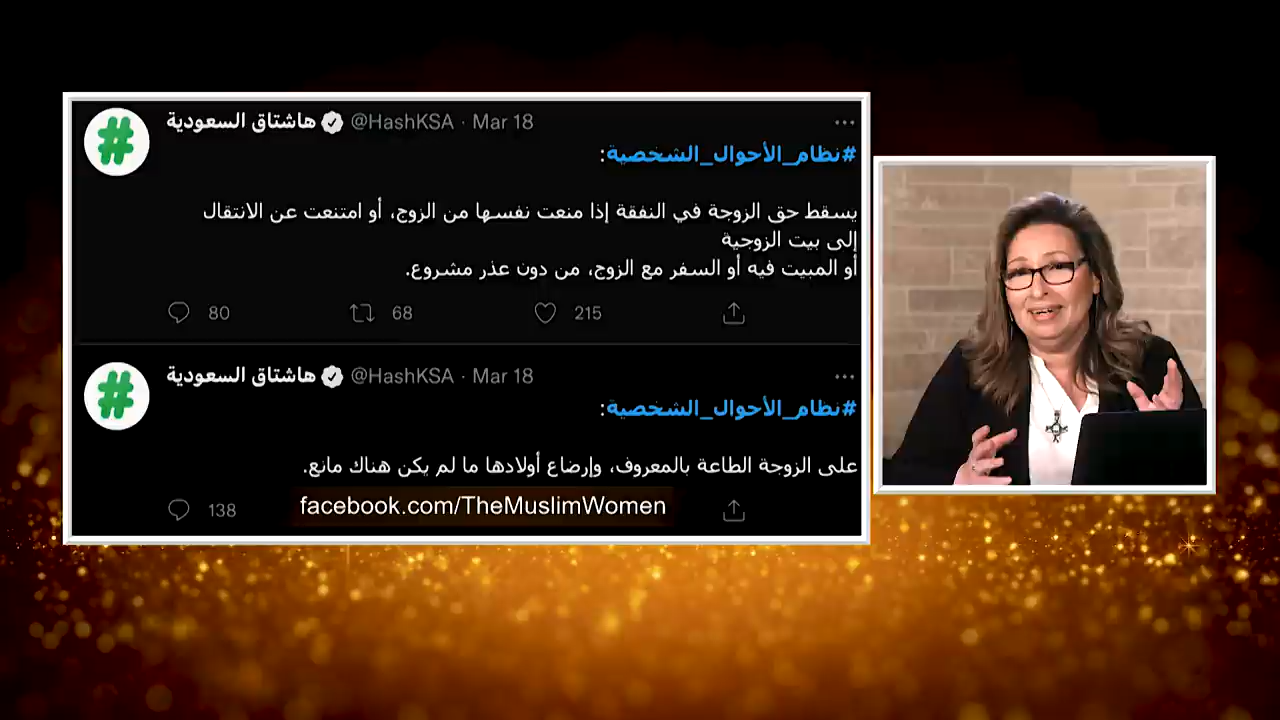 هاشتاق السعودية @HashKSA · Mar 18
#نظام_الأحوال_الشخصية:
يسقط حق الزوجة في النفقة إذا منعت نفسها من الزوج، أو امتنعت عن الانتقال
إلى بيت الزوجية
أو المبيت فيه أو السفر مع الزوج، من دون عذر مشروع.
80 68 215
هاشتاق السعودية @HashKSA · Mar 18
#نظام_الأحوال_الشخصية:
على الزوجة الطاعة بالمعروف، وإرضاع أولادها ما لم يكن هناك مانع.
138
facebook.com/TheMuslimWomen